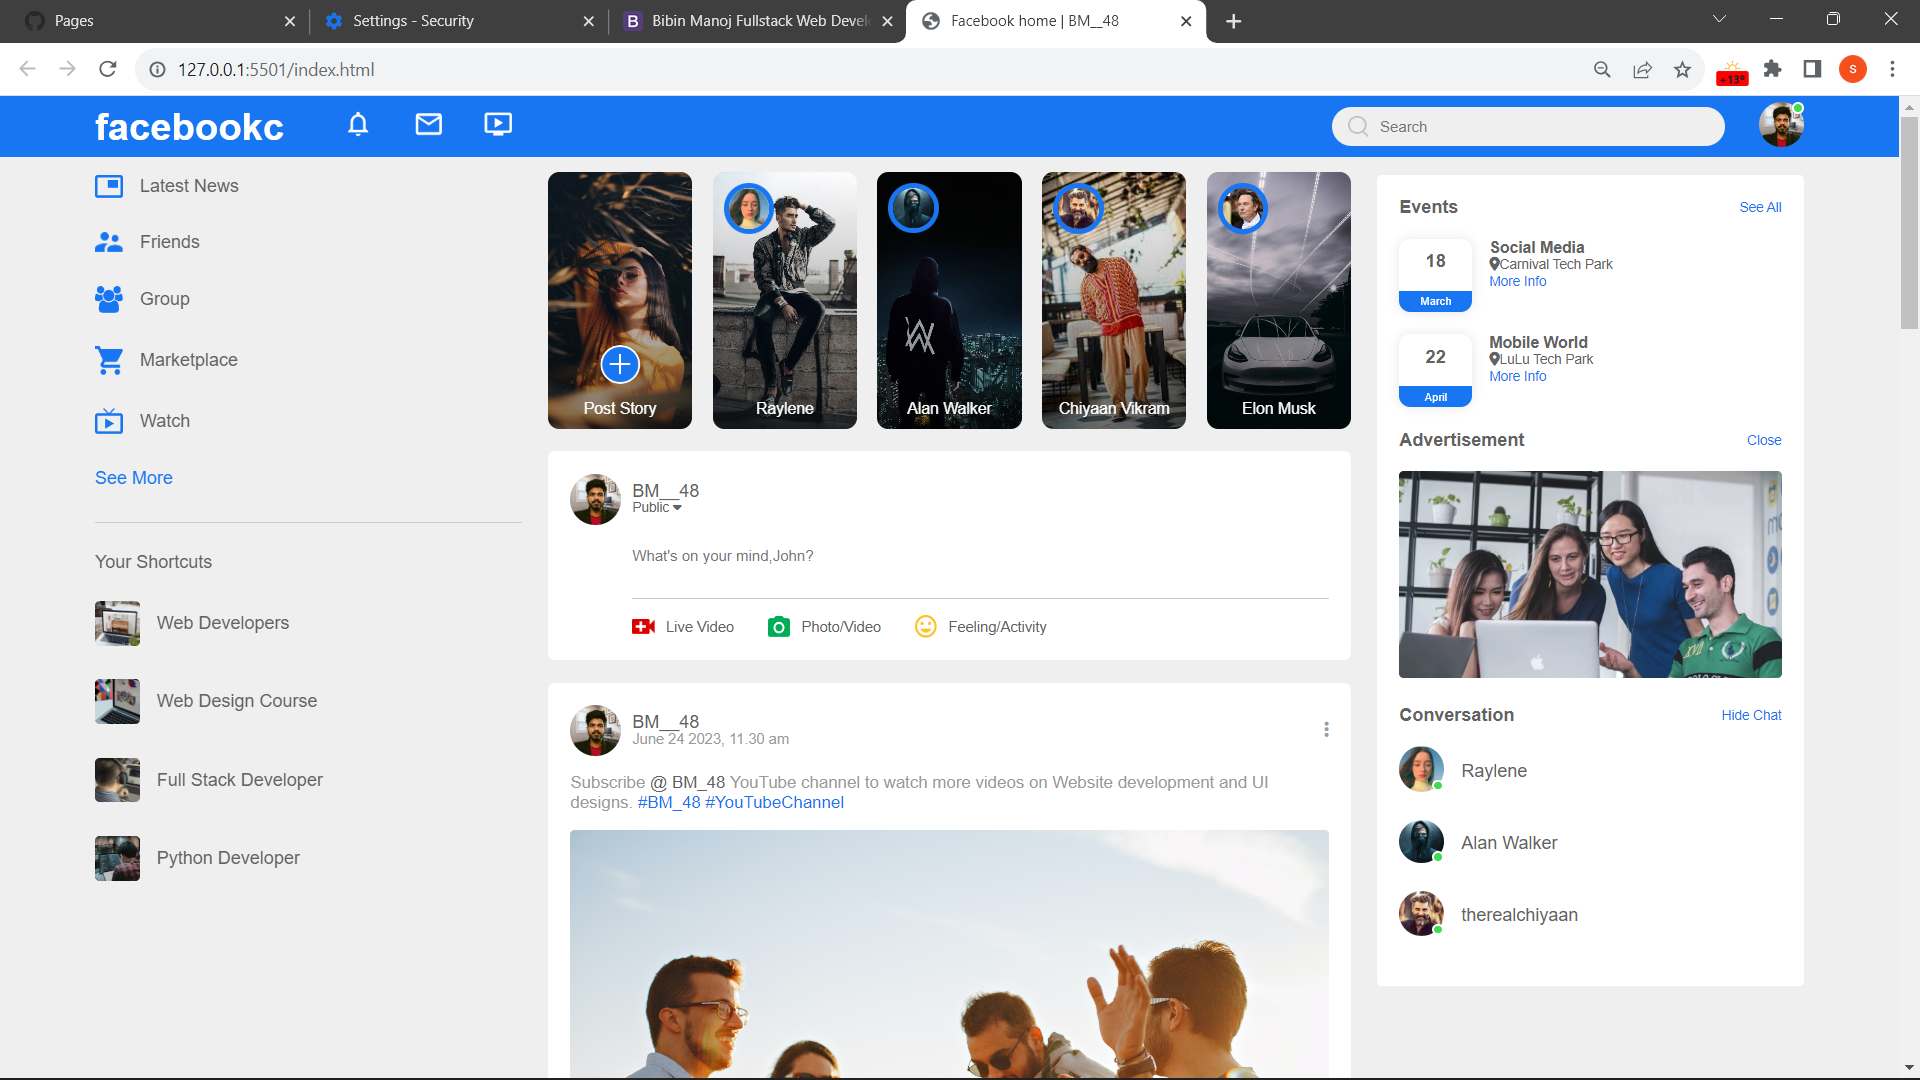 Pages
Settings - Security
Bibin Manoj Fullstack Web Devel
Facebook home | BM__48
127.0.0.1:5501/index.html
+13°
s
facebookc
Search
Latest News
Friends
Group
Marketplace
Watch
See More
Your Shortcuts
Web Developers
Web Design Course
Full Stack Developer
Python Developer
Post Story
Raylene
Alan Walker
Chiyaan Vikram
Elon Musk
BM__48
Public
What's on your mind,John?
Live Video
Photo/Video
Feeling/Activity
BM__48
June 24 2023, 11.30 am
Subscribe @ BM_48 YouTube channel to watch more videos on Website development and UI
designs. #BM_48 #YouTubeChannel
Events
See All
18
March
Social Media
Carnival Tech Park
More Info
22
April
Mobile World
LuLu Tech Park
More Info
Advertisement
Close
Conversation
Hide Chat
Raylene
Alan Walker
therealchiyaan